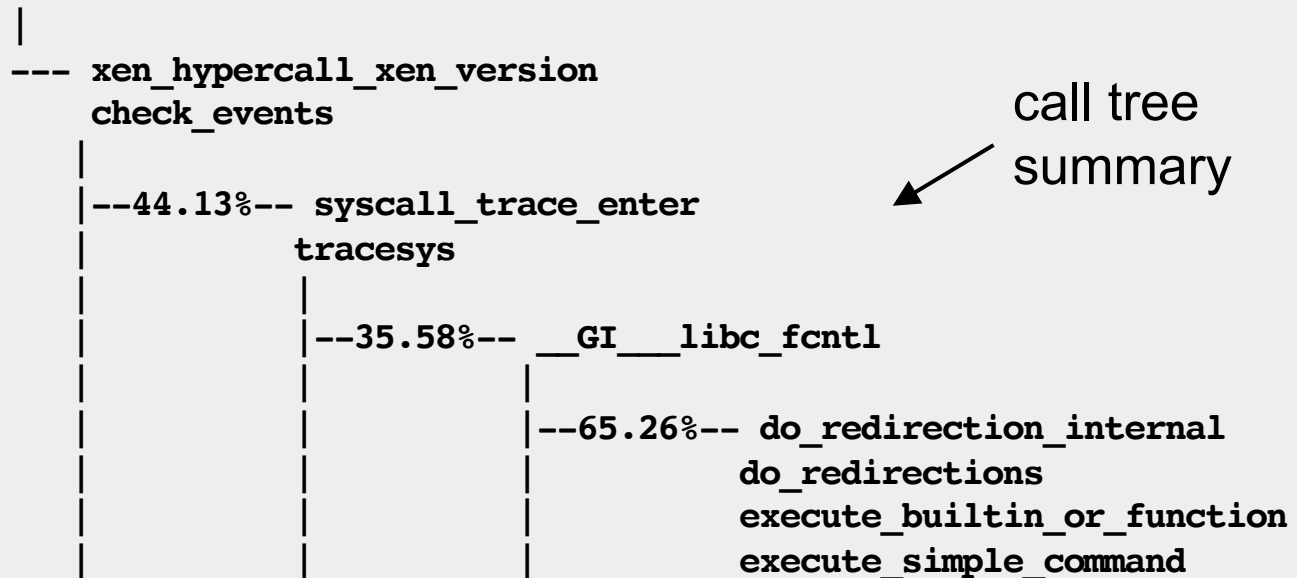 |
--- xen_hypercall_xen_version
check_events
|
|--44.13%-- syscall_trace_enter
| tracesys
| |
| |--35.58%-- __GI___libc_fcntl
| | |
| | |--65.26%-- do_redirection_internal
| | | do_redirections
| | | execute_builtin_or_function
| | | execute_simple_command
call tree
summary